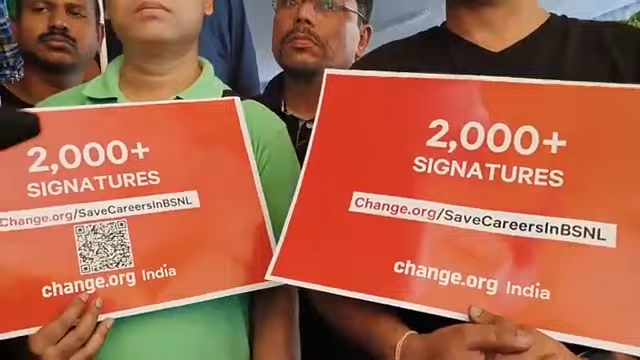 2,000+
SIGNATURES
Change.org/SaveCareersInBSNL
change.org India
2,000+
SIGNATURES
Change.org/SaveCareersInBSNL
change.org India